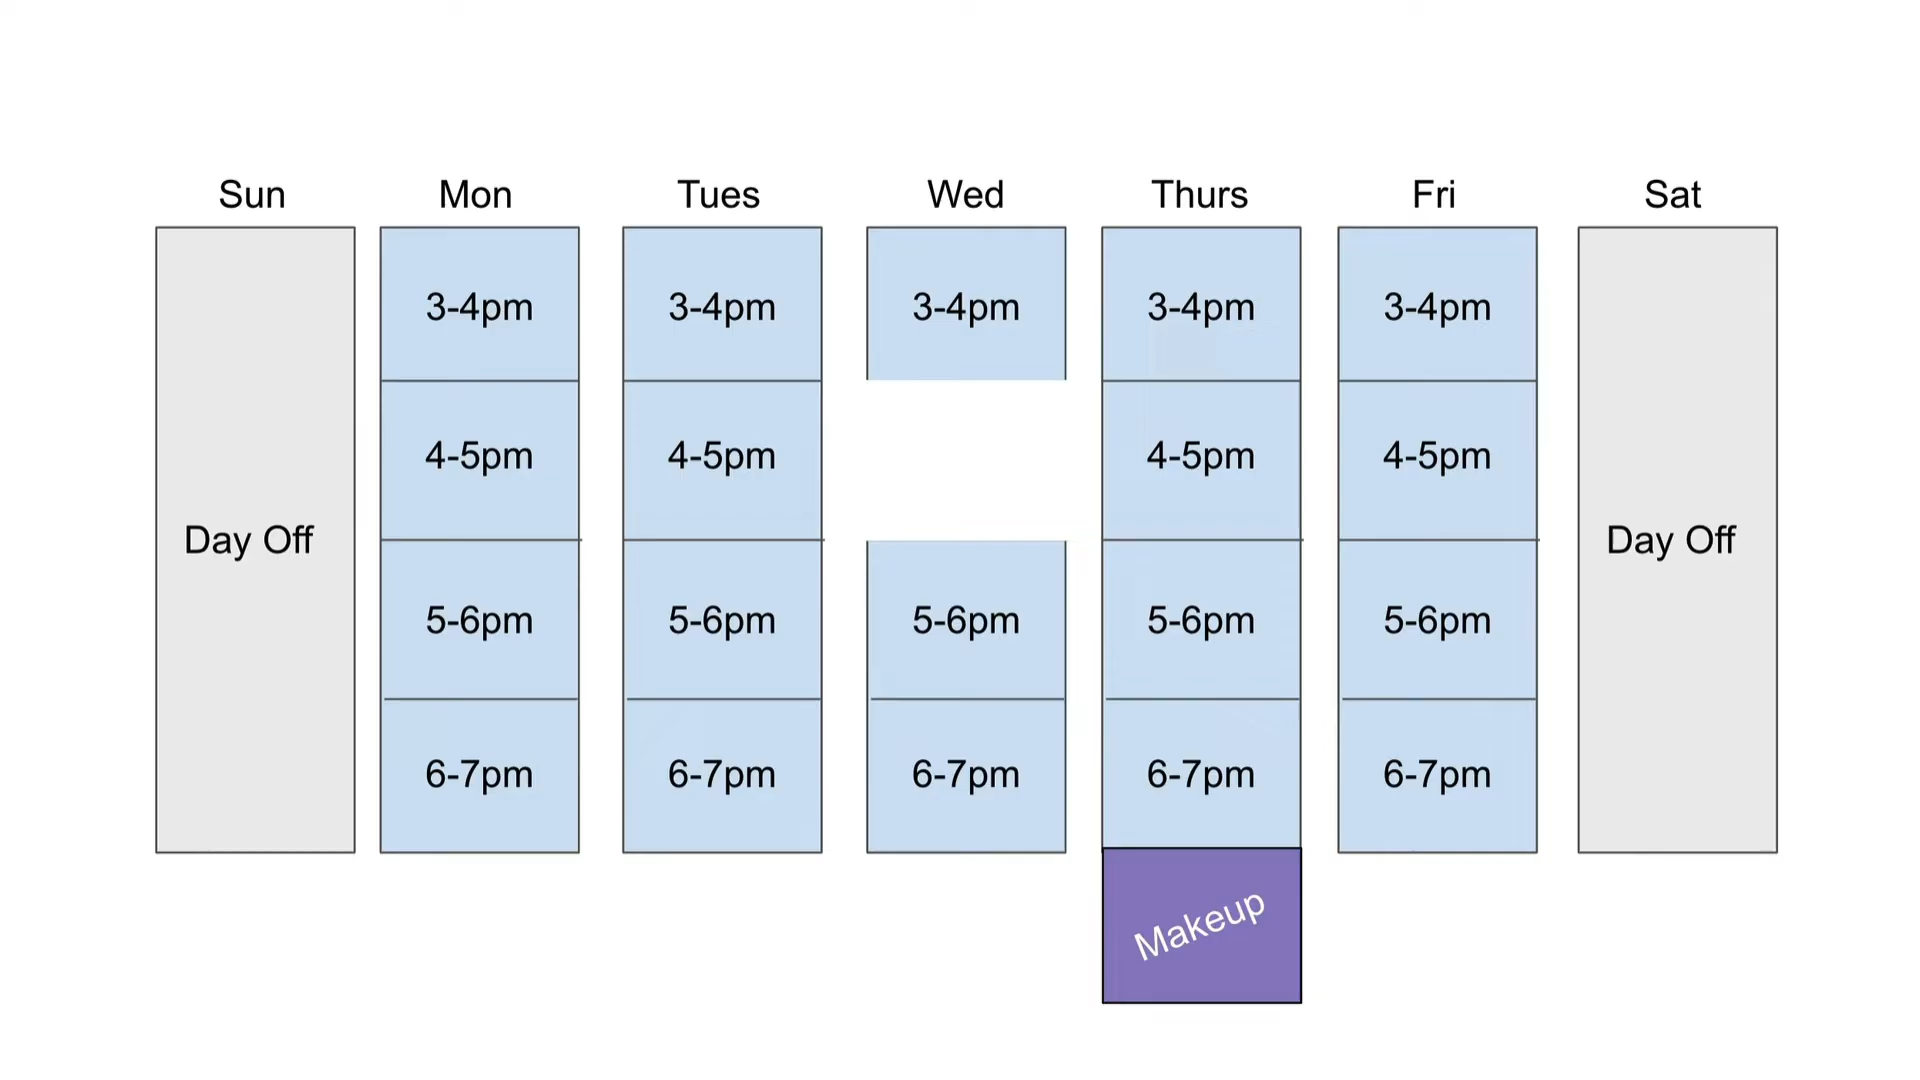 Sun Mon Tues Wed Thurs Fri Sat
3-4pm 3-4pm 3-4pm 3-4pm 3-4pm
4-5pm 4-5pm 4-5pm 4-5pm
Day Off Day Off
5-6pm 5-6pm 5-6pm 5-6pm 5-6pm
6-7pm 6-7pm 6-7pm 6-7pm 6-7pm
Makeup